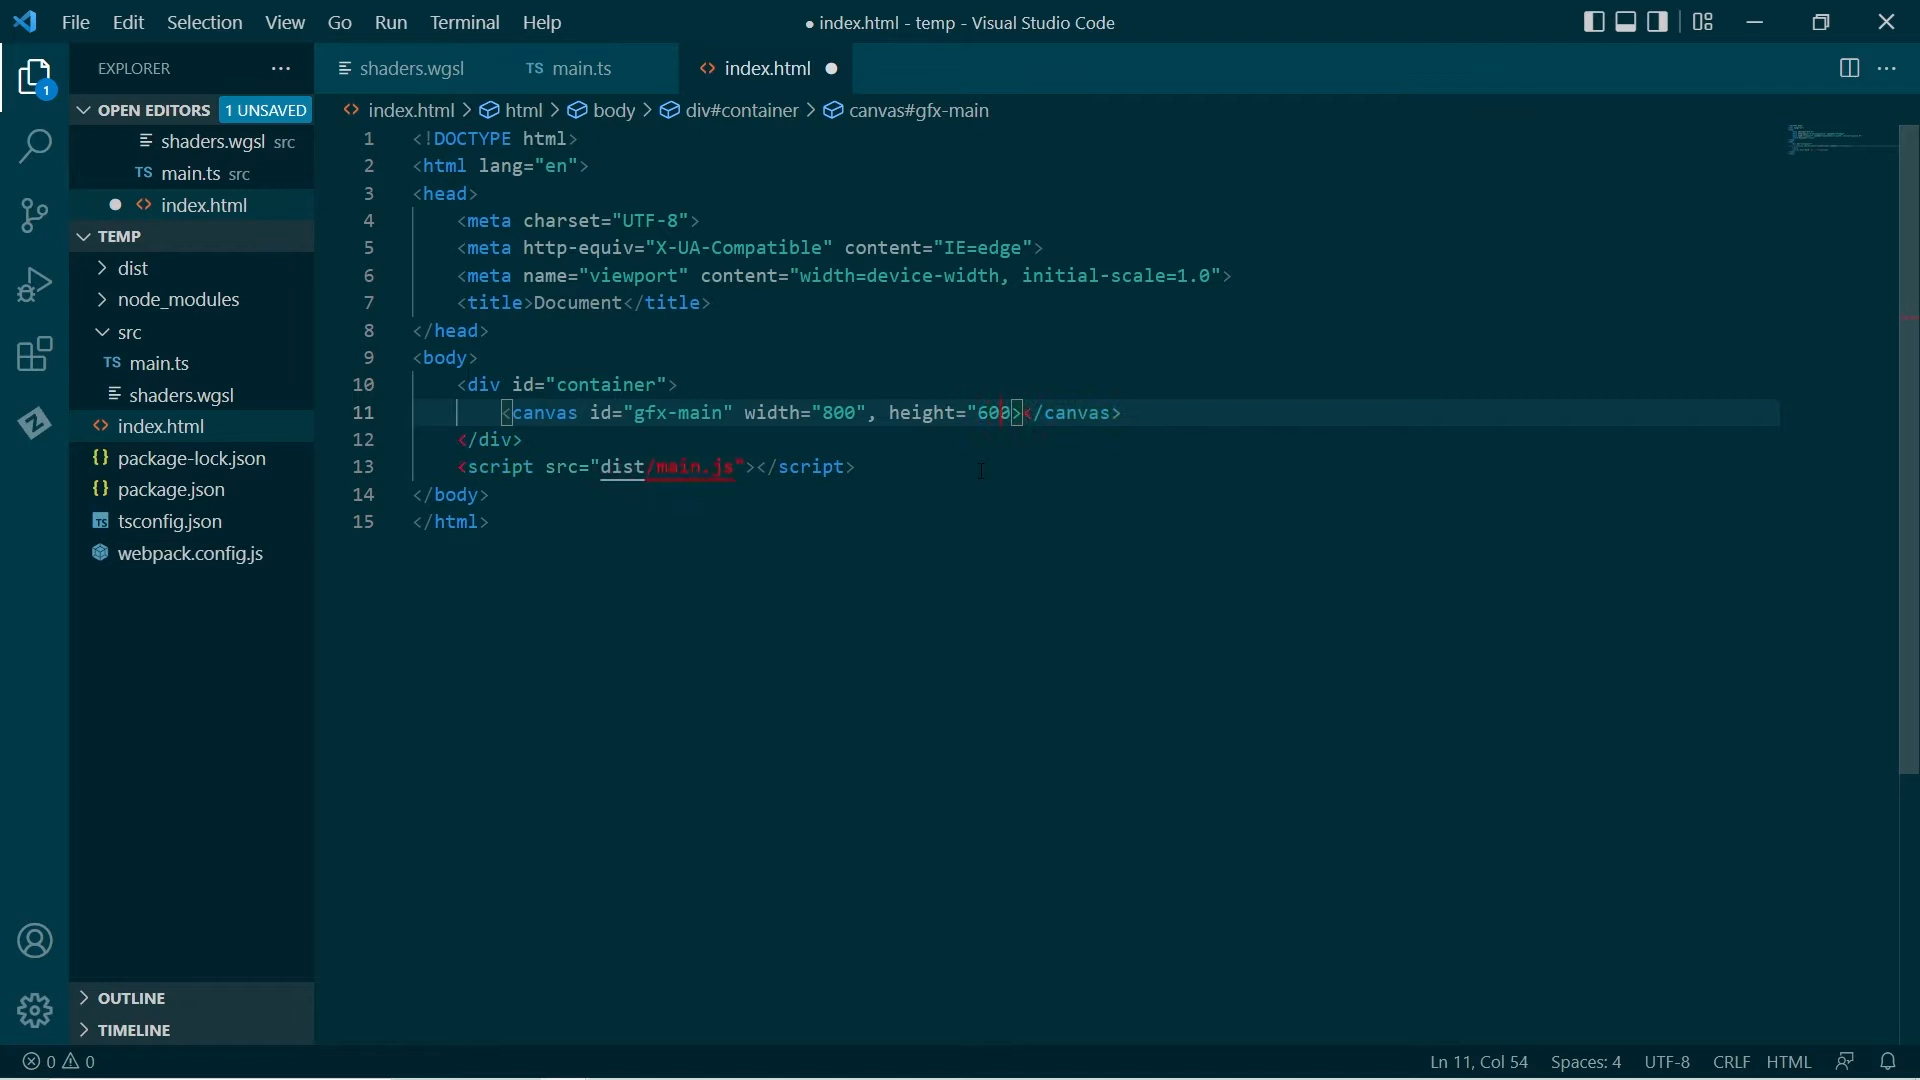 File Edit Selection View Go Run Terminal Help
● index.html - temp - Visual Studio Code
EXPLORER ···
1
OPEN EDITORS 1 UNSAVED
shaders.wgsl src
TS main.ts src
● <> index.html
TEMP
dist
node_modules
src
TS main.ts
shaders.wgsl
<> index.html
{} package-lock.json
{} package.json
TS tsconfig.json
webpack.config.js
OUTLINE
TIMELINE
shaders.wgsl TS main.ts <> index.html ● ···
<> index.html > html > body > div#container > canvas#gfx-main
1 <!DOCTYPE html>
2 <html lang="en">
3 <head>
4 <meta charset="UTF-8">
5 <meta http-equiv="X-UA-Compatible" content="IE=edge">
6 <meta name="viewport" content="width=device-width, initial-scale=1.0">
7 <title>Document</title>
8 </head>
9 <body>
10 <div id="container">
11 <canvas id="gfx-main" width="800", height="600></canvas>
12 </div>
13 <script src="dist/main.js"></script>
14 </body>
15 </html>
0 0
Ln 11, Col 54 Spaces: 4 UTF-8 CRLF HTML